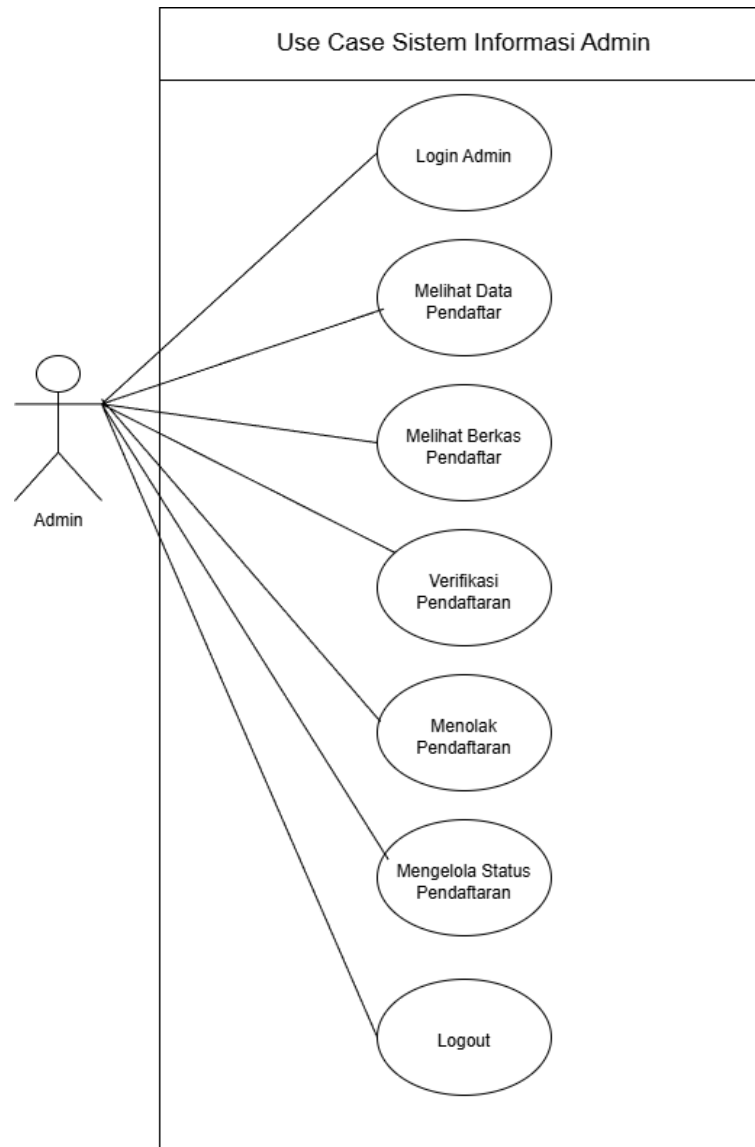 Use Case Sistem Informasi Admin
Login Admin
Melihat Data
Pendaftar
Melihat Berkas
Pendaftar
Admin
Verifikasi
Pendaftaran
Menolak
Pendaftaran
Mengelola Status
Pendaftaran
Logout